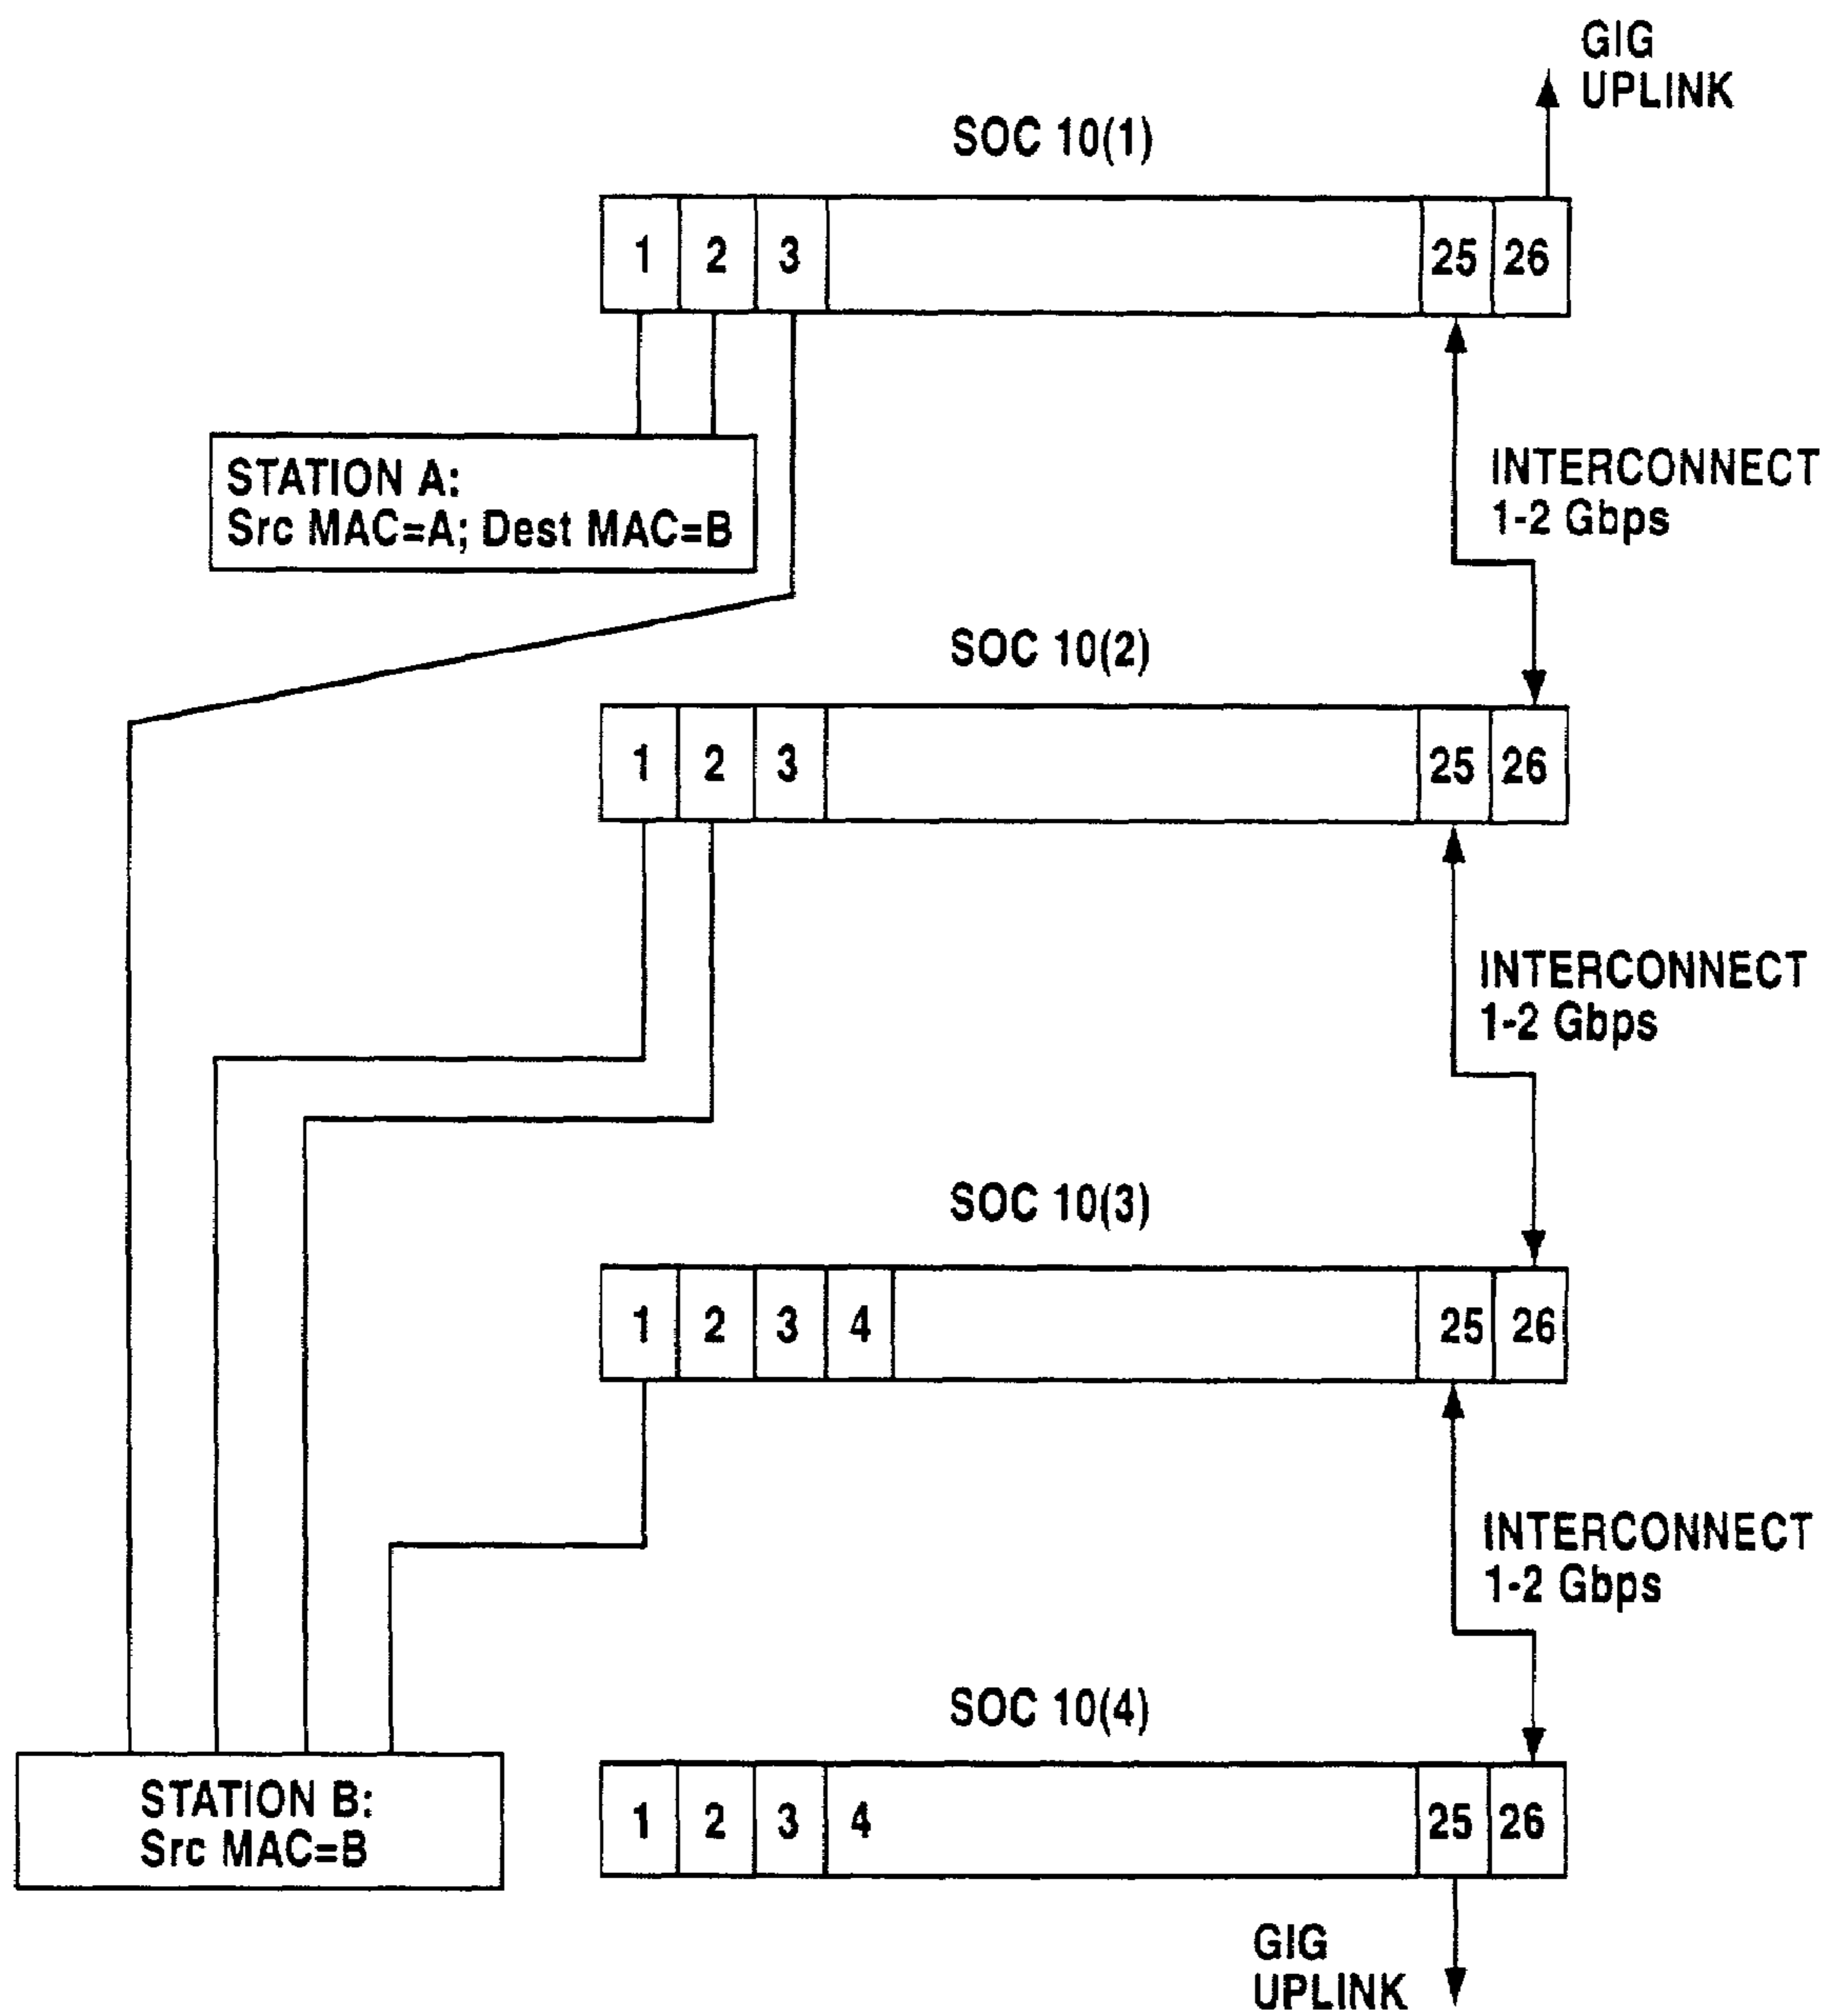 GIG
UPLINK
SOC 10(1)
1 2 3 25 26
STATION A:
Src MAC=A; Dest MAC=B
INTERCONNECT
1-2 Gbps
SOC 10(2)
1 2 3 25 26
INTERCONNECT
1-2 Gbps
SOC 10(3)
1 2 3 4 25 26
INTERCONNECT
1-2 Gbps
SOC 10(4)
STATION B:
Src MAC=B
1 2 3 4 25 26
GIG
UPLINK